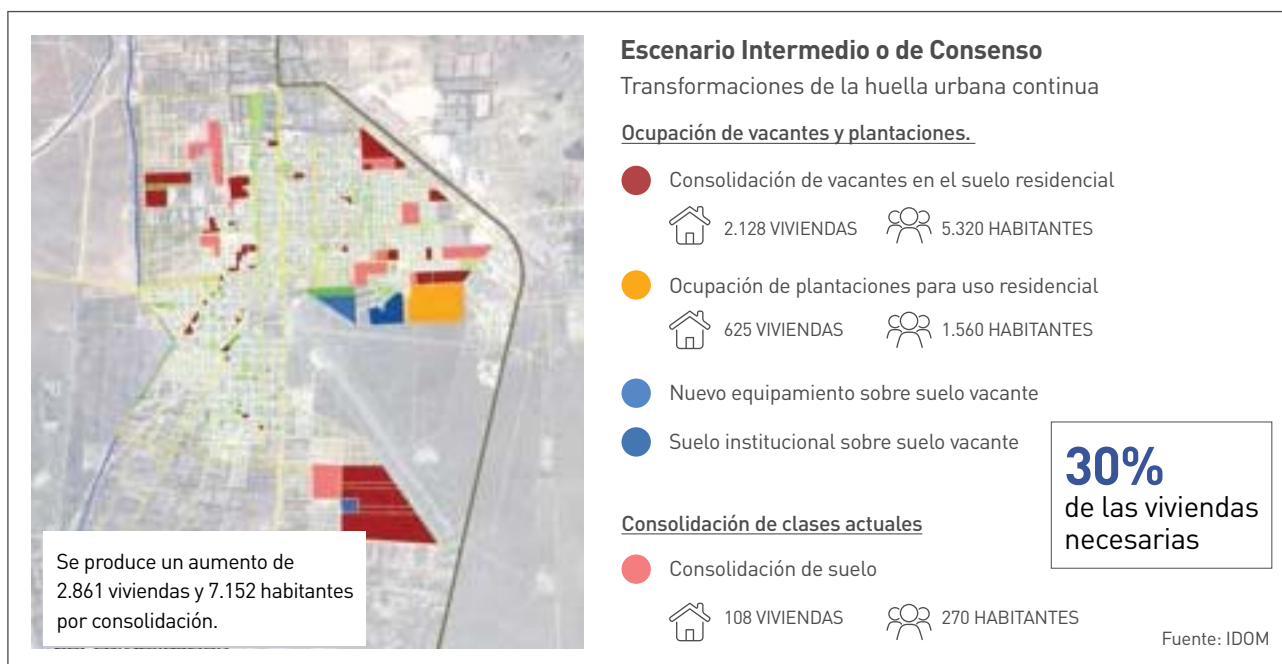 Escenario Intermedio o de Consenso
Transformaciones de la huella urbana continua
Ocupación de vacantes y plantaciones.
Consolidación de vacantes en el suelo residencial
2.128 VIVIENDAS
5.320 HABITANTES
Ocupación de plantaciones para uso residencial
625 VIVIENDAS
1.560 HABITANTES
Nuevo equipamiento sobre suelo vacante
Suelo institucional sobre suelo vacante
30%
de las viviendas
necesarias
Consolidación de clases actuales
Consolidación de suelo
108 VIVIENDAS
270 HABITANTES
Se produce un aumento de
2.861 viviendas y 7.152 habitantes
por consolidación.
Fuente: IDOM